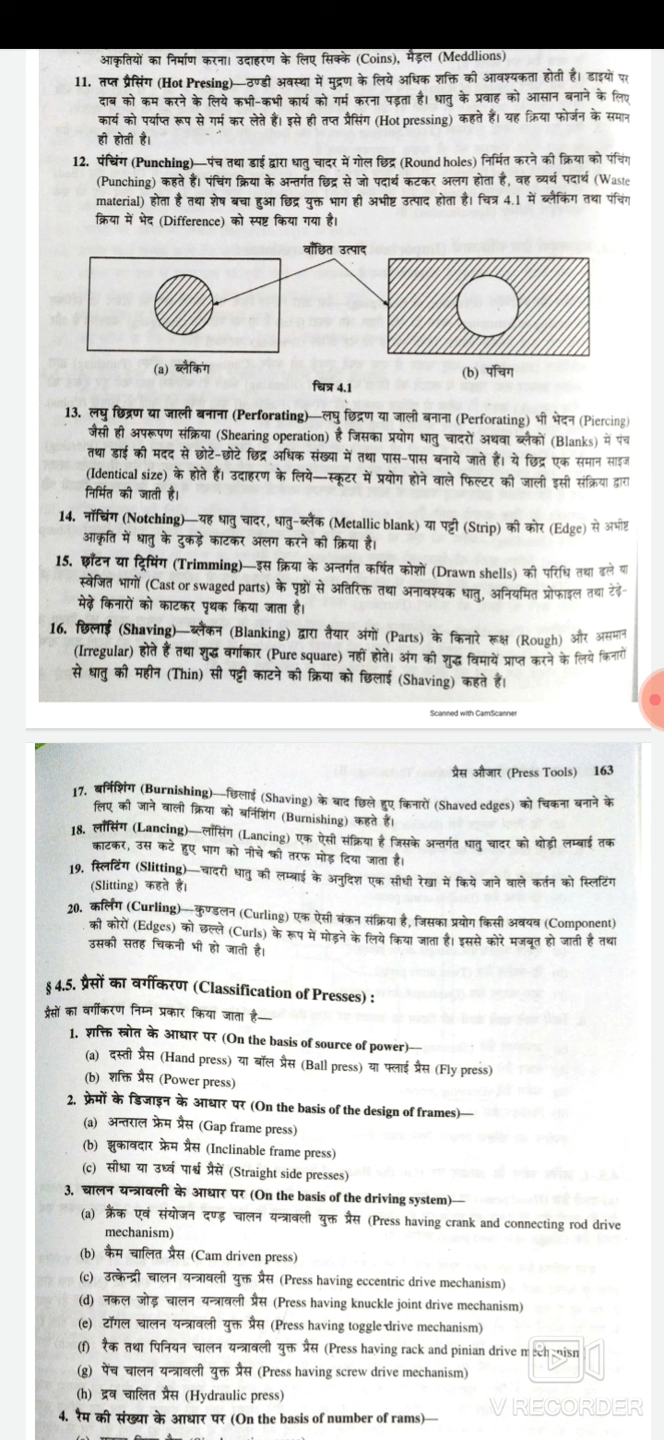 आकृतियों का निर्माण करना। उदाहरण के लिए सिक्के (Coins), मैड़ल (Meddlions)
11. तप्त प्रैसिंग (Hot Presing)—ठण्डी अवस्था में मुद्रण के लिये अधिक शक्ति की आवश्यकता होती है। डाइयों पर
दाब को कम करने के लिये कभी-कभी कार्य को गर्म करना पड़ता है। धातु के प्रवाह को आसान बनाने के लिए
कार्य को पर्याप्त रूप से गर्म कर लेते हैं। इसे ही तप्त प्रैसिंग (Hot pressing) कहते हैं। यह क्रिया फोर्जन के समान
ही होती है।
12. पंचिंग (Punching)—पंच तथा डाई द्वारा धातु चादर में गोल छिद्र (Round holes) निर्मित करने की क्रिया को पंचिंग
(Punching) कहते हैं। पंचिंग क्रिया के अन्तर्गत छिद्र से जो पदार्थ कटकर अलग होता है, वह व्यर्थ पदार्थ (Waste
material) होता है तथा शेष बचा हुआ छिद्र युक्त भाग ही अभीष्ट उत्पाद होता है। चित्र 4.1 में ब्लैकिंग तथा पंचिंग
क्रिया में भेद (Difference) को स्पष्ट किया गया है।
वाँछित उत्पाद
(a) ब्लैकिंग
(b) पंचिग
चित्र 4.1
13. लघु छिद्रण या जाली बनाना (Perforating)—लघु छिद्रण या जाली बनाना (Perforating) भी भेदन (Piercing)
जैसी ही अपरूपण संक्रिया (Shearing operation) है जिसका प्रयोग धातु चादरों अथवा ब्लैकों (Blanks) में पंच
तथा डाई की मदद से छोटे-छोटे छिद्र अधिक संख्या में तथा पास-पास बनाये जाते हैं। ये छिद्र एक समान साइज
(Identical size) के होते हैं। उदाहरण के लिये—स्कूटर में प्रयोग होने वाले फिल्टर की जाली इसी संक्रिया द्वारा
निर्मित की जाती है।
14. नॉचिंग (Notching)—यह धातु चादर, धातु-ब्लैंक (Metallic blank) या पट्टी (Strip) की कोर (Edge) से अभीष्ट
आकृति में धातु के टुकड़े काटकर अलग करने की क्रिया है।
15. छाँटन या ट्रिमिंग (Trimming)—इस क्रिया के अन्तर्गत कर्षित कोशों (Drawn shells) की परिधि तथा ढले या
स्वेजित भागों (Cast or swaged parts) के पृष्ठों से अतिरिक्त तथा अनावश्यक धातु, अनियमित प्रोफाइल तथा टेढ़े-
मेढ़े किनारों को काटकर पृथक किया जाता है।
16. छिलाई (Shaving)—ब्लैंकन (Blanking) द्वारा तैयार अंगों (Parts) के किनारे रूक्ष (Rough) और असमान
(Irregular) होते हैं तथा शुद्ध वर्गाकार (Pure square) नहीं होते। अंग की शुद्ध विमायें प्राप्त करने के लिये किनारों
से धातु की महीन (Thin) सी पट्टी काटने की क्रिया को छिलाई (Shaving) कहते हैं।
Scanned with CamScanner
प्रैस औजार (Press Tools) 163
17. बर्निशिंग (Burnishing)—छिलाई (Shaving) के बाद छिले हुए किनारों (Shaved edges) को चिकना बनाने के
लिए की जाने वाली क्रिया को बर्निशिंग (Burnishing) कहते हैं।
18. लाँसिंग (Lancing)—लाँसिंग (Lancing) एक ऐसी संक्रिया है जिसके अन्तर्गत धातु चादर को थोड़ी लम्बाई तक
काटकर, उस कटे हुए भाग को नीचे की तरफ मोड़ दिया जाता है।
19. स्लिटिंग (Slitting)—चादरी धातु की लम्बाई के अनुदिश एक सीधी रेखा में किये जाने वाले कर्तन को स्लिटिंग
(Slitting) कहते है।
20. कर्लिंग (Curling)—कुण्डलन (Curling) एक ऐसी बंकन संक्रिया है, जिसका प्रयोग किसी अवयव (Component)
की कोरों (Edges) को छल्ले (Curls) के रूप में मोड़ने के लिये किया जाता है। इससे कोरे मजबूत हो जाती है तथा
उसकी सतह चिकनी भी हो जाती है।
§ 4.5. प्रैसों का वर्गीकरण (Classification of Presses) :
प्रैसों का वर्गीकरण निम्न प्रकार किया जाता है—
1. शक्ति स्त्रोत के आधार पर (On the basis of source of power)—
(a) दस्ती प्रैस (Hand press) या बॉल प्रैस (Ball press) या फ्लाई प्रैस (Fly press)
(b) शक्ति प्रैस (Power press)
2. फ्रेमों के डिजाइन के आधार पर (On the basis of the design of frames)—
(a) अन्तराल फ्रेम प्रैस (Gap frame press)
(b) झुकावदार फ्रेम प्रैस (Inclinable frame press)
(c) सीधा या उर्ध्व पार्श्व प्रैसें (Straight side presses)
3. चालन यन्त्रावली के आधार पर (On the basis of the driving system)—
(a) क्रैंक एवं संयोजन दण्ड़ चालन यन्त्रावली युक्त प्रैस (Press having crank and connecting rod drive
mechanism)
(b) कैम चालित प्रैस (Cam driven press)
(c) उत्केन्द्री चालन यन्त्रावली युक्त प्रैस (Press having eccentric drive mechanism)
(d) नकल जोड़ चालन यन्त्रावली प्रैस (Press having knuckle joint drive mechanism)
(e) टॉगल चालन यन्त्रावली युक्त प्रैस (Press having toggle drive mechanism)
(f) रैक तथा पिनियन चालन यन्त्रावली युक्त प्रैस (Press having rack and pinian drive mechanism
(g) पेंच चालन यन्त्रावली युक्त प्रैस (Press having screw drive mechanism)
(h) द्रव चालित प्रैस (Hydraulic press)
V RECORDER
4. रैम की संख्या के आधार पर (On the basis of number of rams)—